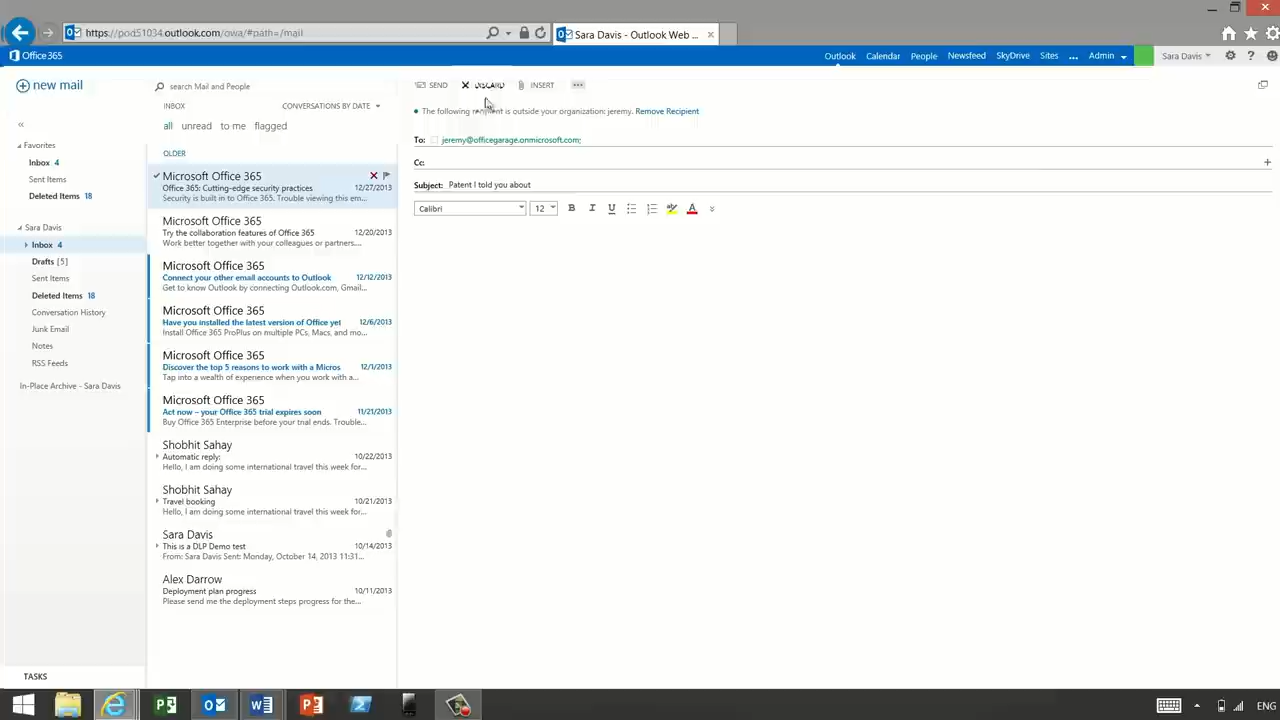 https://pod51034.outlook.com/owa/#path=/mail
Sara Davis - Outlook Web ...
Office 365
Outlook Calendar People Newsfeed SkyDrive Sites ... Admin Sara Davis
new mail
search Mail and People
INBOX CONVERSATIONS BY DATE
all unread to me flagged
Favorites
Inbox 4
Sent Items
Deleted Items 18
Sara Davis
Inbox 4
Drafts [5]
Sent Items
Deleted Items 18
Conversation History
Junk Email
Notes
RSS Feeds
In-Place Archive - Sara Davis
TASKS
OLDER
Microsoft Office 365
Office 365: Cutting-edge security practices 12/27/2013
Security is built in to Office 365. Trouble viewing this em...
Microsoft Office 365
Try the collaboration features of Office 365 12/20/2013
Work better together with your colleagues or partners....
Microsoft Office 365
Connect your other email accounts to Outlook 12/12/2013
Get to know Outlook by connecting Outlook.com, Gmail...
Microsoft Office 365
Have you installed the latest version of Office yet 12/6/2013
Install Office 365 ProPlus on multiple PCs, Macs, and mo...
Microsoft Office 365
Discover the top 5 reasons to work with a Micros 12/1/2013
Tap into a wealth of experience when you work with a...
Microsoft Office 365
Act now – your Office 365 trial expires soon 11/21/2013
Buy Office 365 Enterprise before your trial ends. Trouble...
Shobhit Sahay
Automatic reply: 10/22/2013
Hello, I am doing some international travel this week for...
Shobhit Sahay
Travel booking 10/21/2013
Hello, I am doing some international travel this week for...
Sara Davis
This is a DLP Demo test 10/14/2013
From: Sara Davis Sent: Monday, October 14, 2013 11:31...
Alex Darrow
Deployment plan progress 10/11/2013
Please send me the deployment steps progress for the...
SEND DISCARD INSERT ...
The following recipient is outside your organization: jeremy. Remove Recipient
To: jeremy@officegarage.onmicrosoft.com;
Cc:
Subject: Patent I told you about
Calibri 12 B I U
ENG